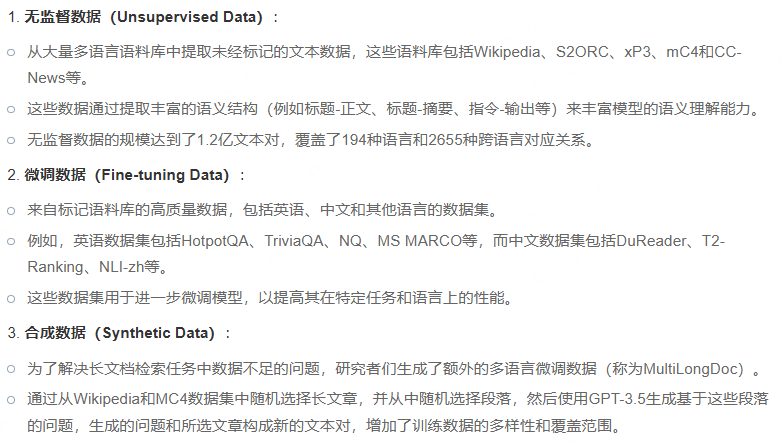 1. 无监督数据（Unsupervised Data）:
从大量多语言语料库中提取未经标记的文本数据，这些语料库包括Wikipedia、S2ORC、xP3、mC4和CC-
News等。
这些数据通过提取丰富的语义结构（例如标题-正文、标题-摘要、指令-输出等）来丰富模型的语义理解能力。
无监督数据的规模达到了1.2亿文本对，覆盖了194种语言和2655种跨语言对应关系。
2. 微调数据（Fine-tuning Data）:
来自标记语料库的高质量数据，包括英语、中文和其他语言的数据集。
例如，英语数据集包括HotpotQA、TriviaQA、NQ、MS MARCO等，而中文数据集包括DuReader、T2-
Ranking、NLI-zh等。
这些数据集用于进一步微调模型，以提高其在特定任务和语言上的性能。
3. 合成数据（Synthetic Data）:
为了解决长文档检索任务中数据不足的问题，研究者们生成了额外的多语言微调数据（称为MultiLongDoc）。
通过从Wikipedia和MC4数据集中随机选择长文章，并从中随机选择段落，然后使用GPT-3.5生成基于这些段落
的问题，生成的问题和所选文章构成新的文本对，增加了训练数据的多样性和覆盖范围。